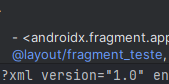 - <androidx.fragment.app
@layout/fragment_teste,
?xml version="1.0" en